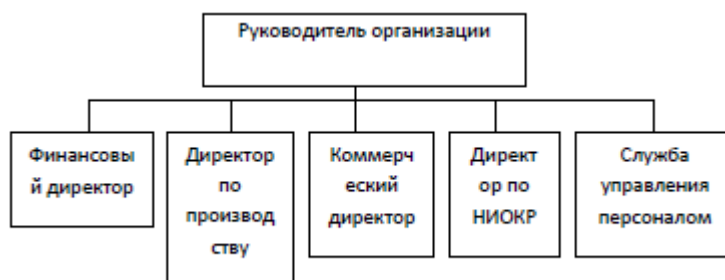 Руководитель организации
Финансовы
й директор
Директор
по
производ
ству
Коммерч
еский
директор
Директ
ор по
НИОКР
Служба
управления
персоналом